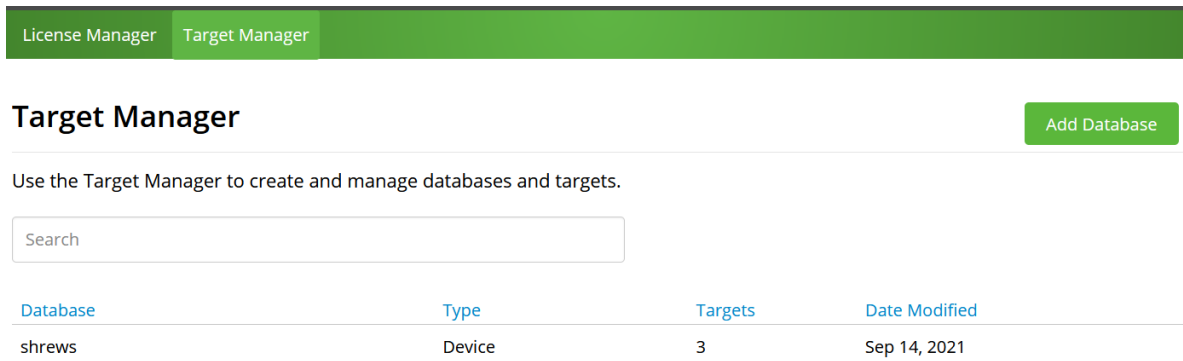 License Manager Target Manager
Target Manager
Add Database
Use the Target Manager to create and manage databases and targets.
Search
Database Type Targets Date Modified
shrews Device 3 Sep 14, 2021